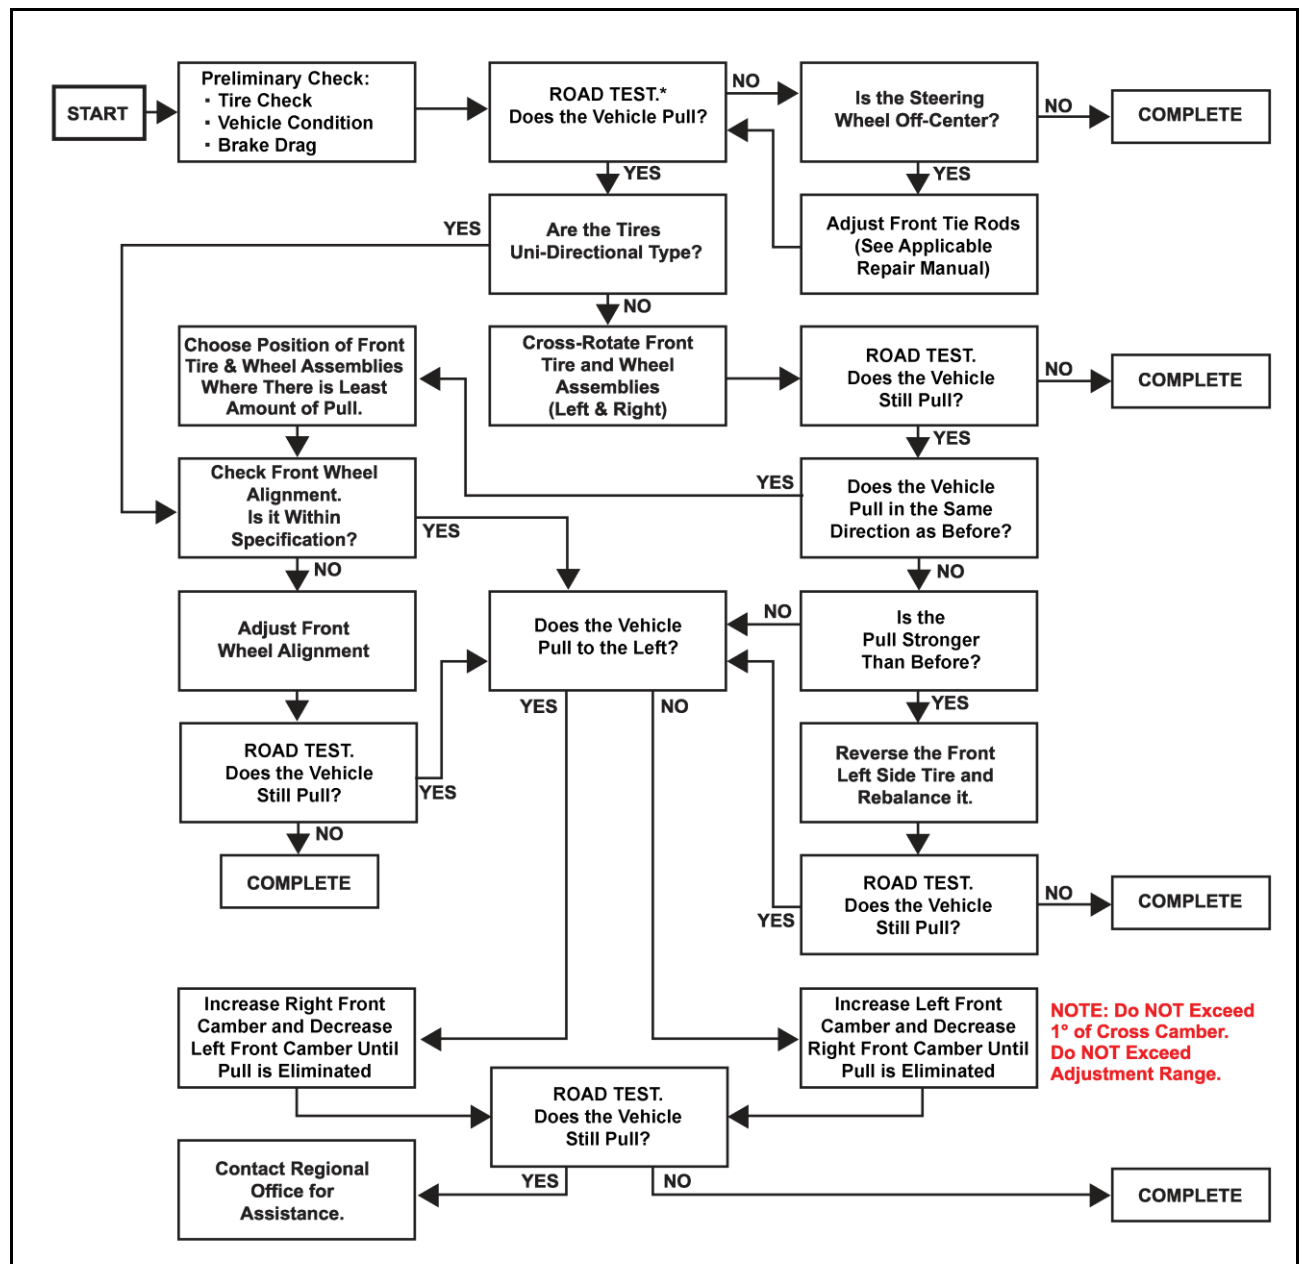 START
Preliminary Check:
· Tire Check
· Vehicle Condition
· Brake Drag
ROAD TEST.*
Does the Vehicle Pull?
NO
Is the Steering
Wheel Off-Center?
NO
COMPLETE
YES
YES
Are the Tires
Uni-Directional Type?
YES
Adjust Front Tie Rods
(See Applicable
Repair Manual)
NO
Choose Position of Front
Tire & Wheel Assemblies
Where There is Least
Amount of Pull.
Cross-Rotate Front
Tire and Wheel
Assemblies
(Left & Right)
ROAD TEST.
Does the Vehicle
Still Pull?
NO
COMPLETE
YES
Check Front Wheel
Alignment.
Is it Within
Specification?
YES
YES
Does the Vehicle
Pull in the Same
Direction as Before?
NO
NO
Adjust Front
Wheel Alignment
Does the Vehicle
Pull to the Left?
NO
Is the
Pull Stronger
Than Before?
YES
NO
YES
ROAD TEST.
Does the Vehicle
Still Pull?
YES
Reverse the Front
Left Side Tire and
Rebalance it.
NO
COMPLETE
ROAD TEST.
Does the Vehicle
Still Pull?
YES
NO
COMPLETE
Increase Right Front
Camber and Decrease
Left Front Camber Until
Pull is Eliminated
Increase Left Front
Camber and Decrease
Right Front Camber Until
Pull is Eliminated
NOTE: Do NOT Exceed
1° of Cross Camber.
Do NOT Exceed
Adjustment Range.
ROAD TEST.
Does the Vehicle
Still Pull?
YES
NO
Contact Regional
Office for
Assistance.
COMPLETE